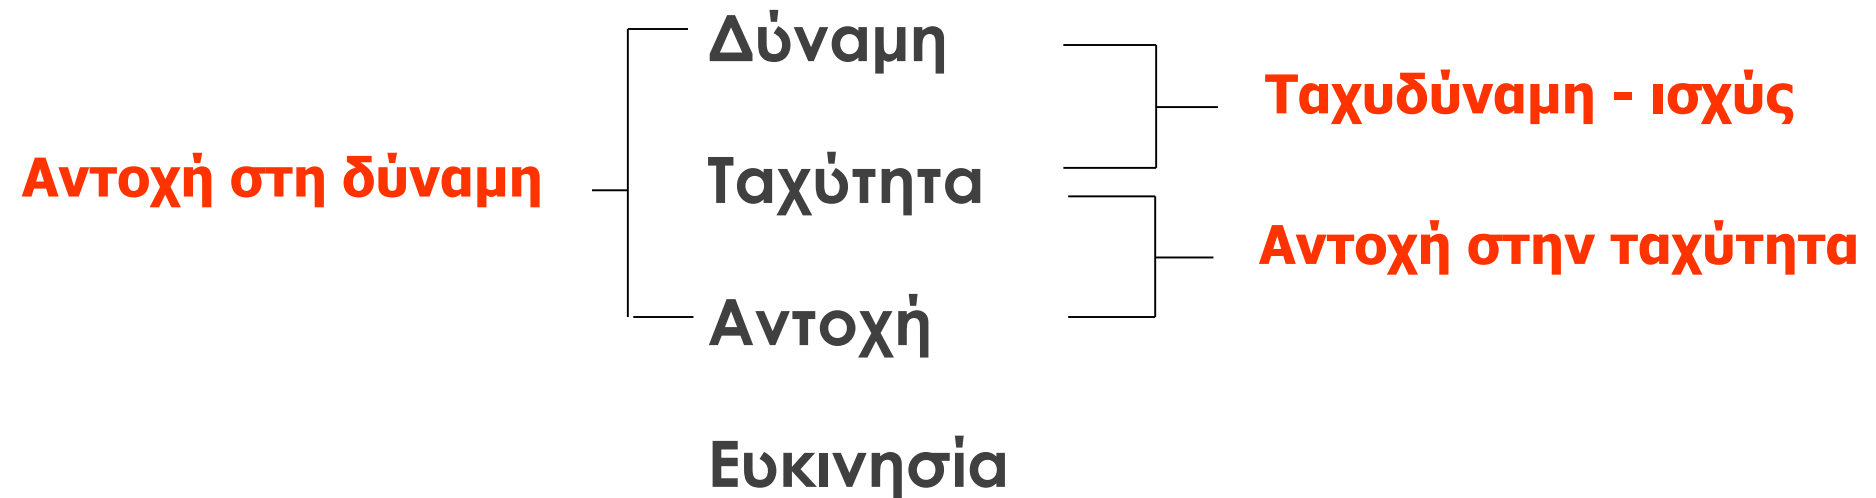 Δύναμη
Ταχυδύναμη - ισχύς
Αντοχή στη δύναμη
Ταχύτητα
Αντοχή στην ταχύτητα
Αντοχή
Ευκινησία